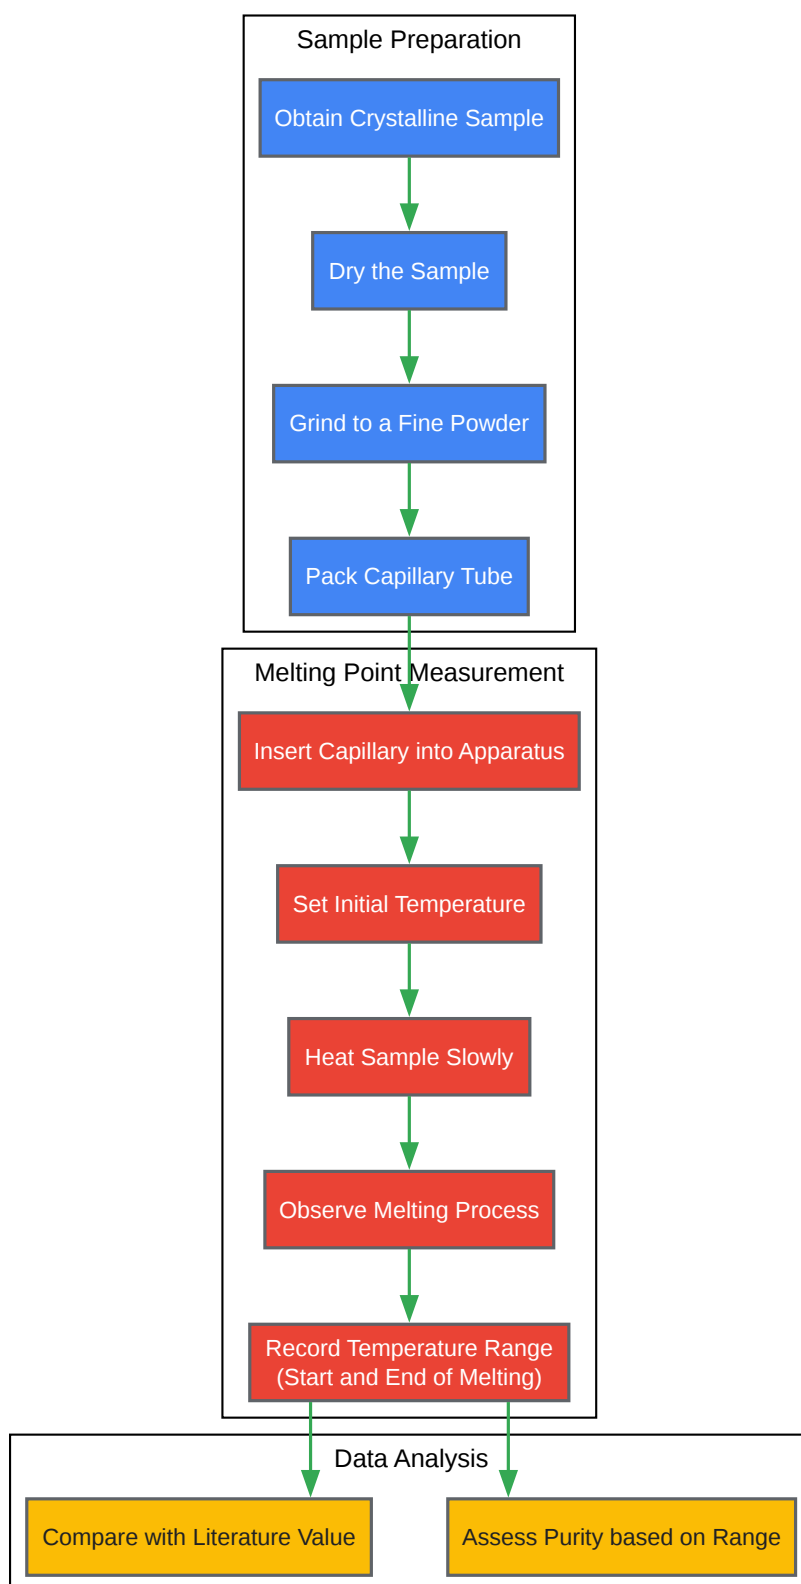 Sample Preparation
Obtain Crystalline Sample
Dry the Sample
Grind to a Fine Powder
Pack Capillary Tube
Melting Point Measurement
Insert Capillary into Apparatus
Set Initial Temperature
Heat Sample Slowly
Observe Melting Process
Record Temperature Range
(Start and End of Melting)
Data Analysis
Compare with Literature Value
Assess Purity based on Range